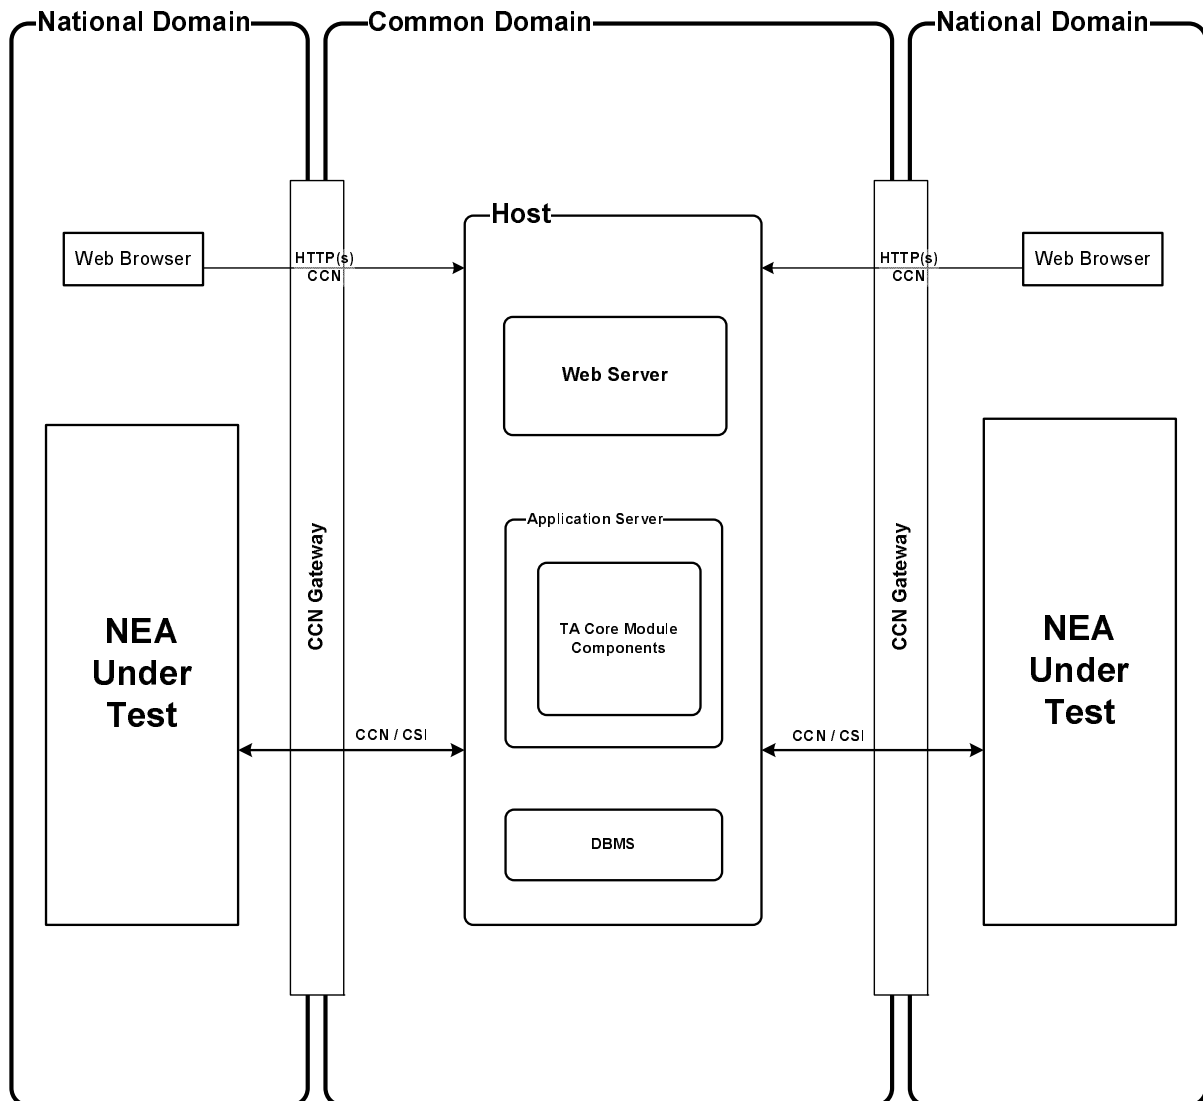 National Domain
Common Domain
National Domain
Host
Web Browser
HTTP(s)
CCN
HTTP(s)
CCN
Web Browser
Web Server
Application Server
TA Core Module
Components
CCN Gateway
CCN Gateway
NEA
Under
Test
NEA
Under
Test
CCN / CSI
CCN / CSI
DBMS